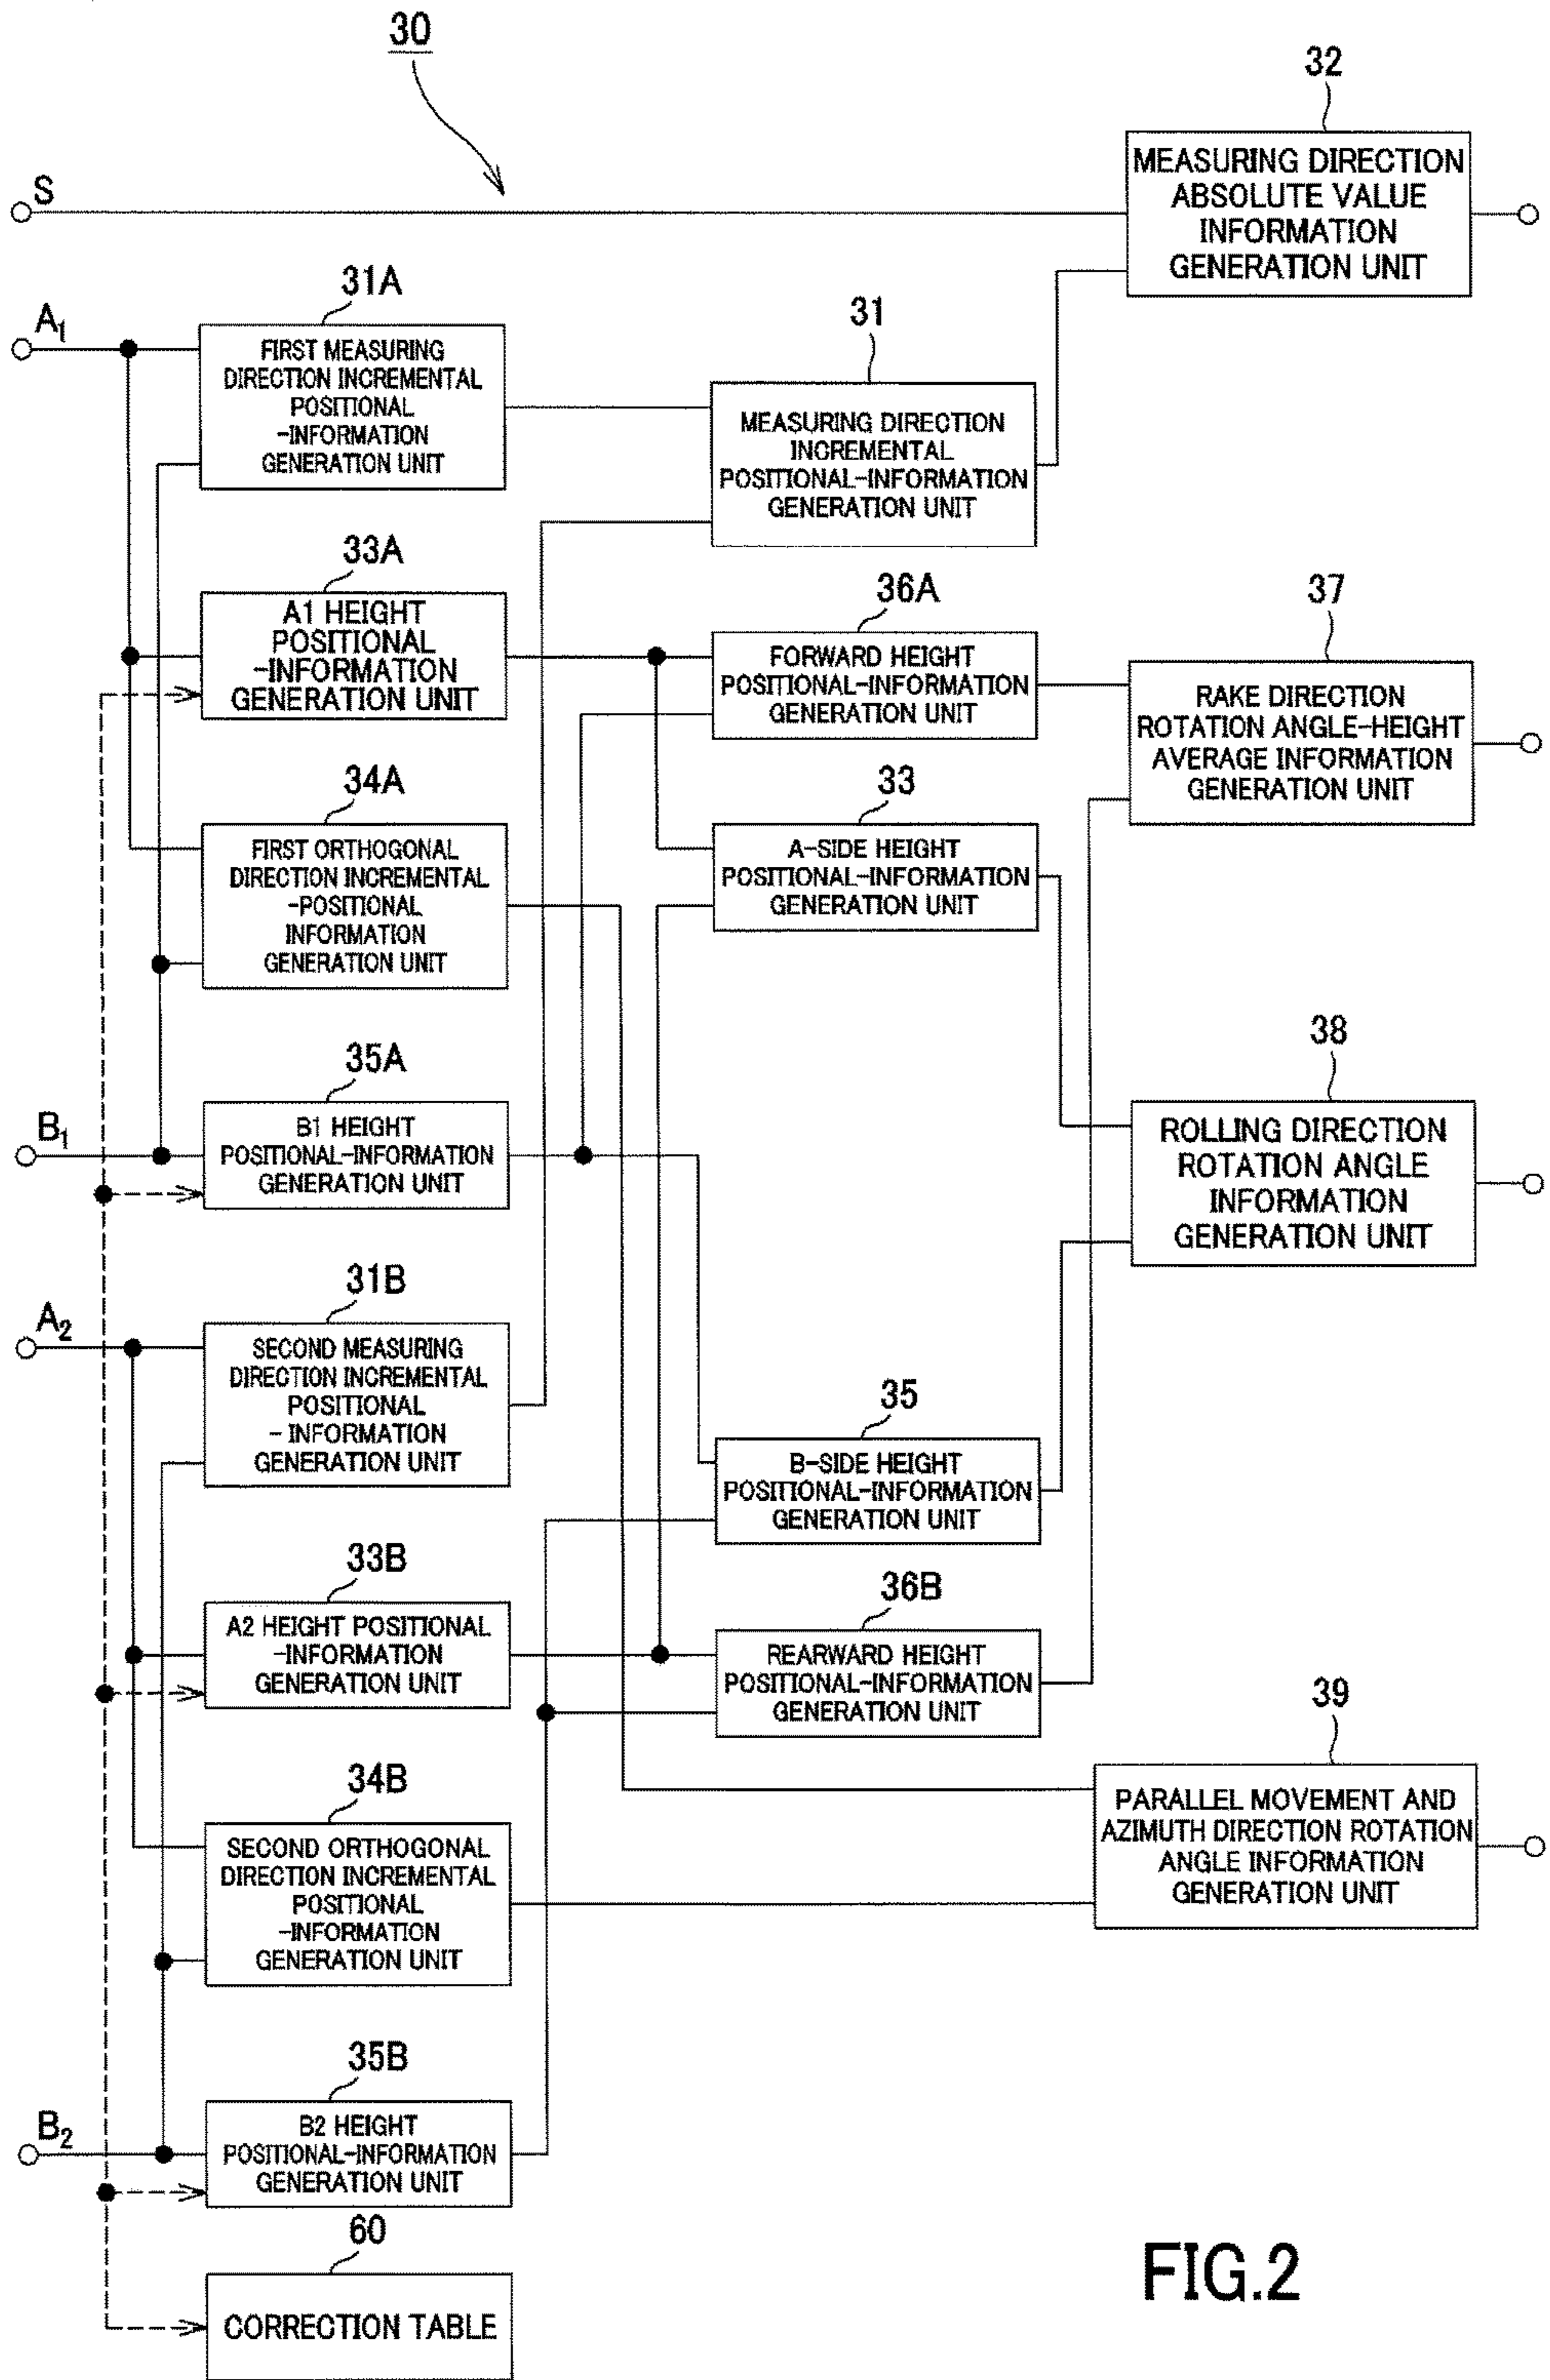 30
32
MEASURING DIRECTION
ABSOLUTE VALUE
INFORMATION
GENERATION UNIT
S
31A
A1
FIRST MEASURING
DIRECTION INCREMENTAL
POSITIONAL
-INFORMATION
GENERATION UNIT
31
MEASURING DIRECTION
INCREMENTAL
POSITIONAL-INFORMATION
GENERATION UNIT
33A
A1 HEIGHT
POSITIONAL
-INFORMATION
GENERATION UNIT
36A
FORWARD HEIGHT
POSITIONAL-INFORMATION
GENERATION UNIT
37
RAKE DIRECTION
ROTATION ANGLE-HEIGHT
AVERAGE INFORMATION
GENERATION UNIT
34A
FIRST ORTHOGONAL
DIRECTION INCREMENTAL
-POSITIONAL
INFORMATION
GENERATION UNIT
33
A-SIDE HEIGHT
POSITIONAL-INFORMATION
GENERATION UNIT
35A
B1
B1 HEIGHT
POSITIONAL-INFORMATION
GENERATION UNIT
38
ROLLING DIRECTION
ROTATION ANGLE
INFORMATION
GENERATION UNIT
31B
A2
SECOND MEASURING
DIRECTION INCREMENTAL
POSITIONAL
-INFORMATION
GENERATION UNIT
35
B-SIDE HEIGHT
POSITIONAL-INFORMATION
GENERATION UNIT
33B
A2 HEIGHT POSITIONAL
-INFORMATION
GENERATION UNIT
36B
REARWARD HEIGHT
POSITIONAL-INFORMATION
GENERATION UNIT
39
PARALLEL MOVEMENT AND
AZIMUTH DIRECTION ROTATION
ANGLE INFORMATION
GENERATION UNIT
34B
SECOND ORTHOGONAL
DIRECTION INCREMENTAL
POSITIONAL
-INFORMATION
GENERATION UNIT
35B
B2
B2 HEIGHT
POSITIONAL-INFORMATION
GENERATION UNIT
60
CORRECTION TABLE
FIG.2